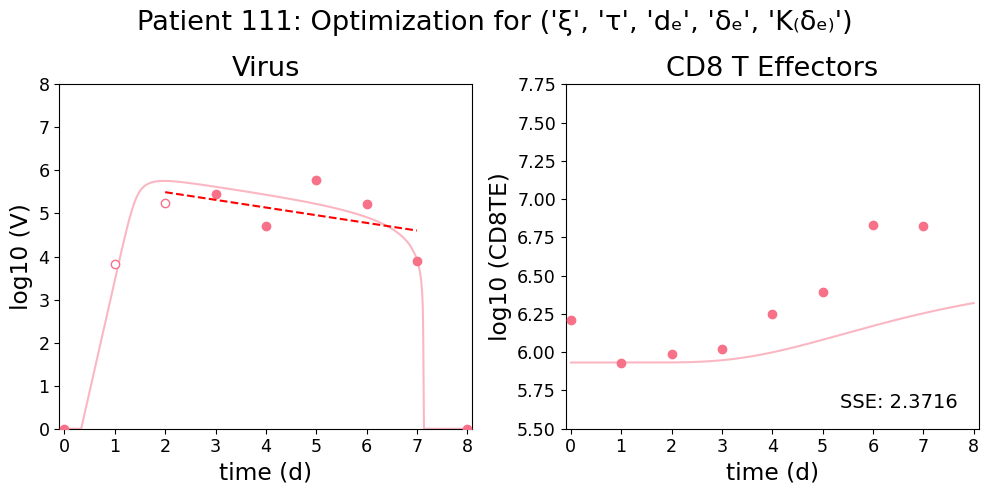 Patient 111: Optimization for ('ξ', 'τ', 'dₑ', 'δₑ', 'K₍δₑ₎')
Virus
8
7
6
5
4
3
2
1
0
log10 (V)
0 1 2 3 4 5 6 7 8
time (d)
CD8 T Effectors
7.75
7.50
7.25
7.00
6.75
6.50
6.25
6.00
5.75
5.50
log10 (CD8TE)
SSE: 2.3716
0 1 2 3 4 5 6 7 8
time (d)